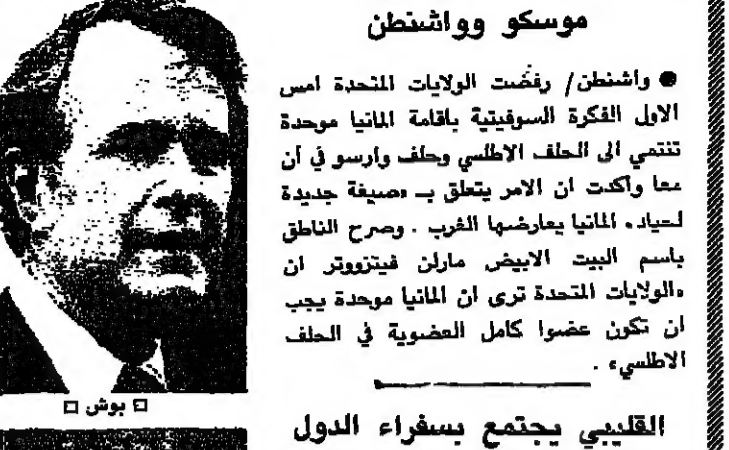 موسكو وواشنطن
● واشنطن/ رفضت الولايات المتحدة امس
الاول الفكرة السوفيتية باقامة المانيا موحدة
تنتمي الى الحلف الاطلسي وحلف وارسو في آن
معا واكدت ان الامر يتعلق بـ «صيغة جديدة
لحياد» المانيا يعارضها الغرب . وصرح الناطق
باسم البيت الابيض مارلن فيتزووتر ان
«الولايات المتحدة ترى ان المانيا موحدة يجب
ان تكون عضوا كامل العضوية في الحلف
الاطلسي» .
□ بوش □
القليبي يجتمع بسفراء الدول